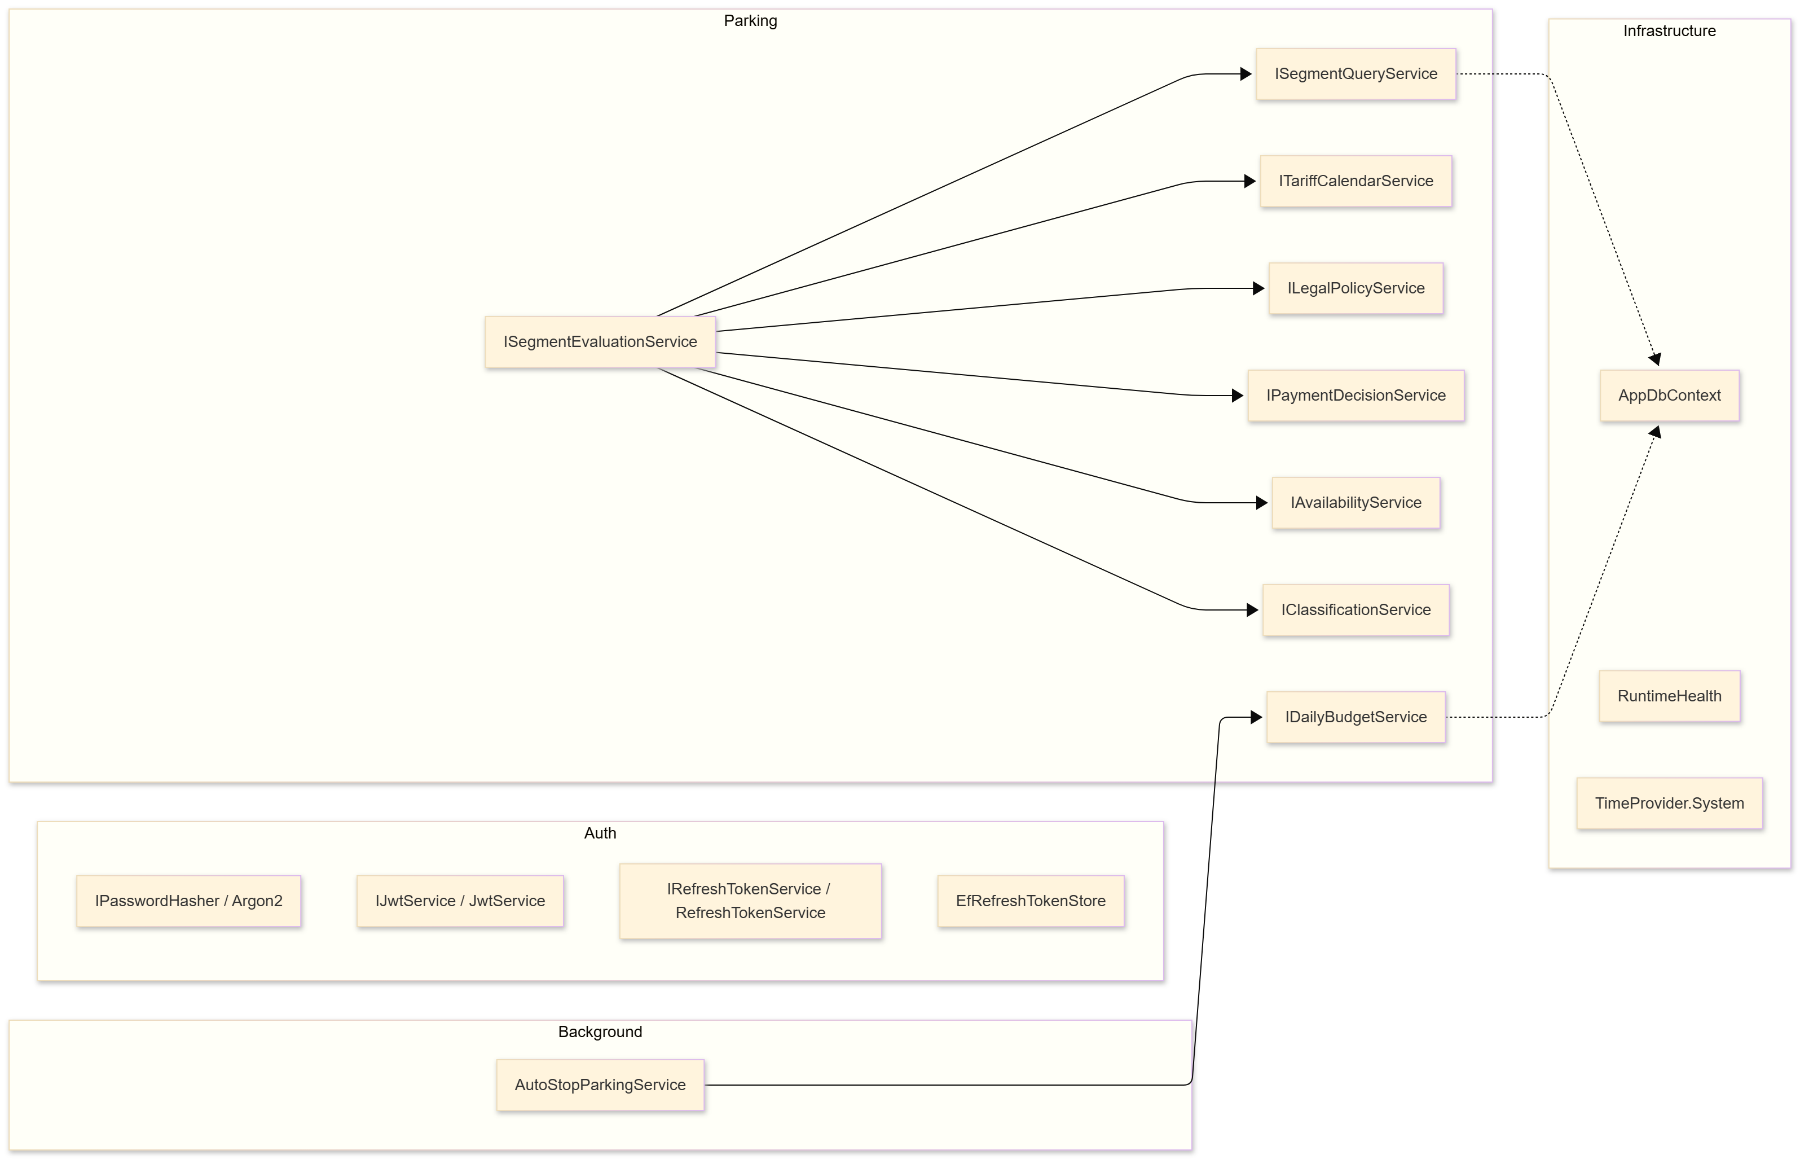 Parking
ISegmentQueryService
ITariffCalendarService
ILegalPolicyService
ISegmentEvaluationService
IPaymentDecisionService
IAvailabilityService
IClassificationService
IDailyBudgetService
Infrastructure
AppDbContext
RuntimeHealth
TimeProvider.System
Auth
IPasswordHasher / Argon2
IJwtService / JwtService
IRefreshTokenService /
RefreshTokenService
EfRefreshTokenStore
Background
AutoStopParkingService